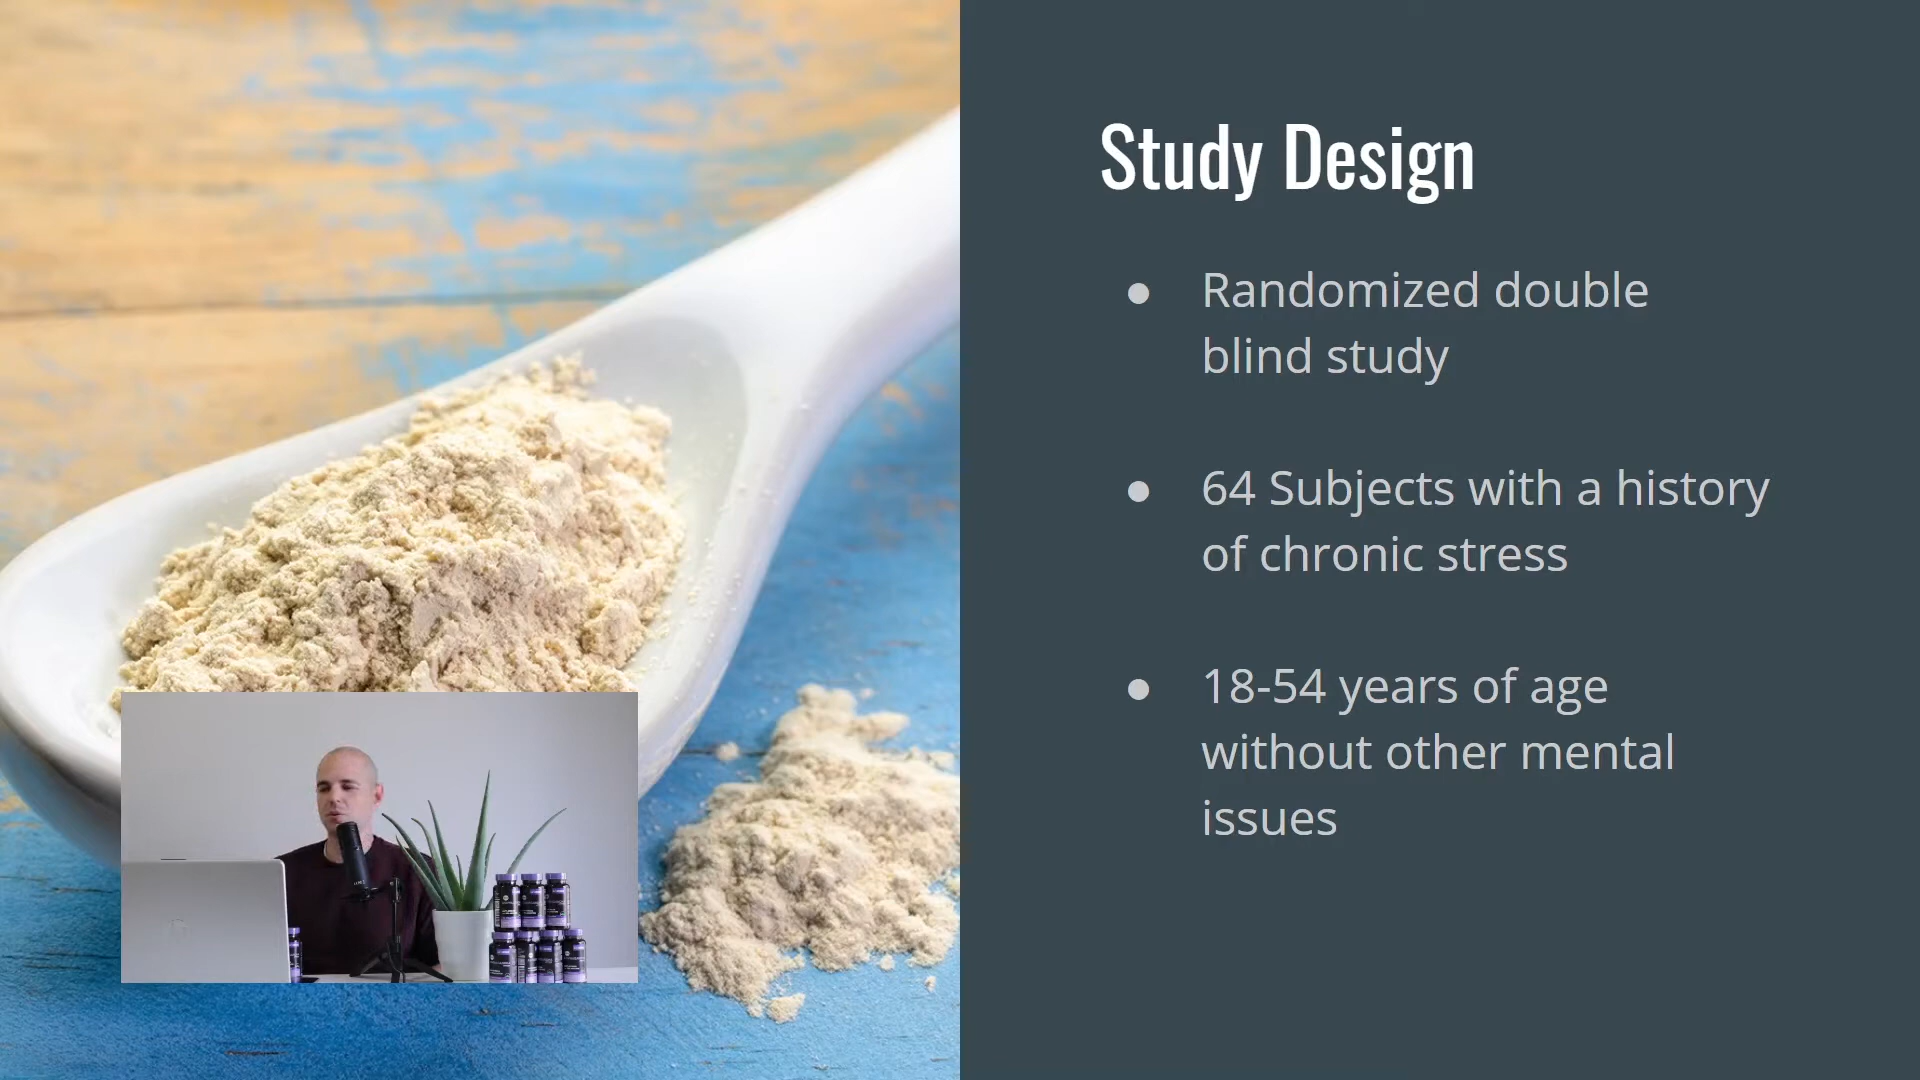 Study Design
● Randomized double
blind study
● 64 Subjects with a history
of chronic stress
● 18-54 years of age
without other mental
issues